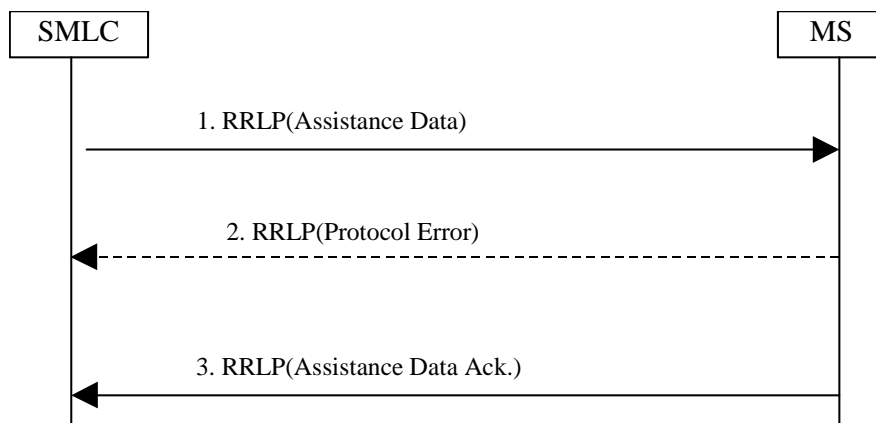 SMLC
MS
1. RRLP(Assistance Data)
2. RRLP(Protocol Error)
3. RRLP(Assistance Data Ack.)